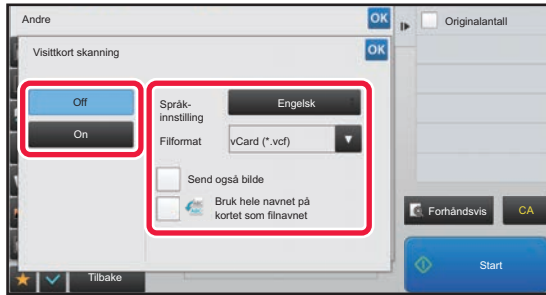 Andre
OK
Originalantall
Visittkort skanning
OK
Off
On
Språk-
innstilling
Engelsk
Filformat
vCard (*.vcf)
Send også bilde
Bruk hele navnet på
kortet som filnavnet
Forhåndsvis
CA
Start
Tilbake